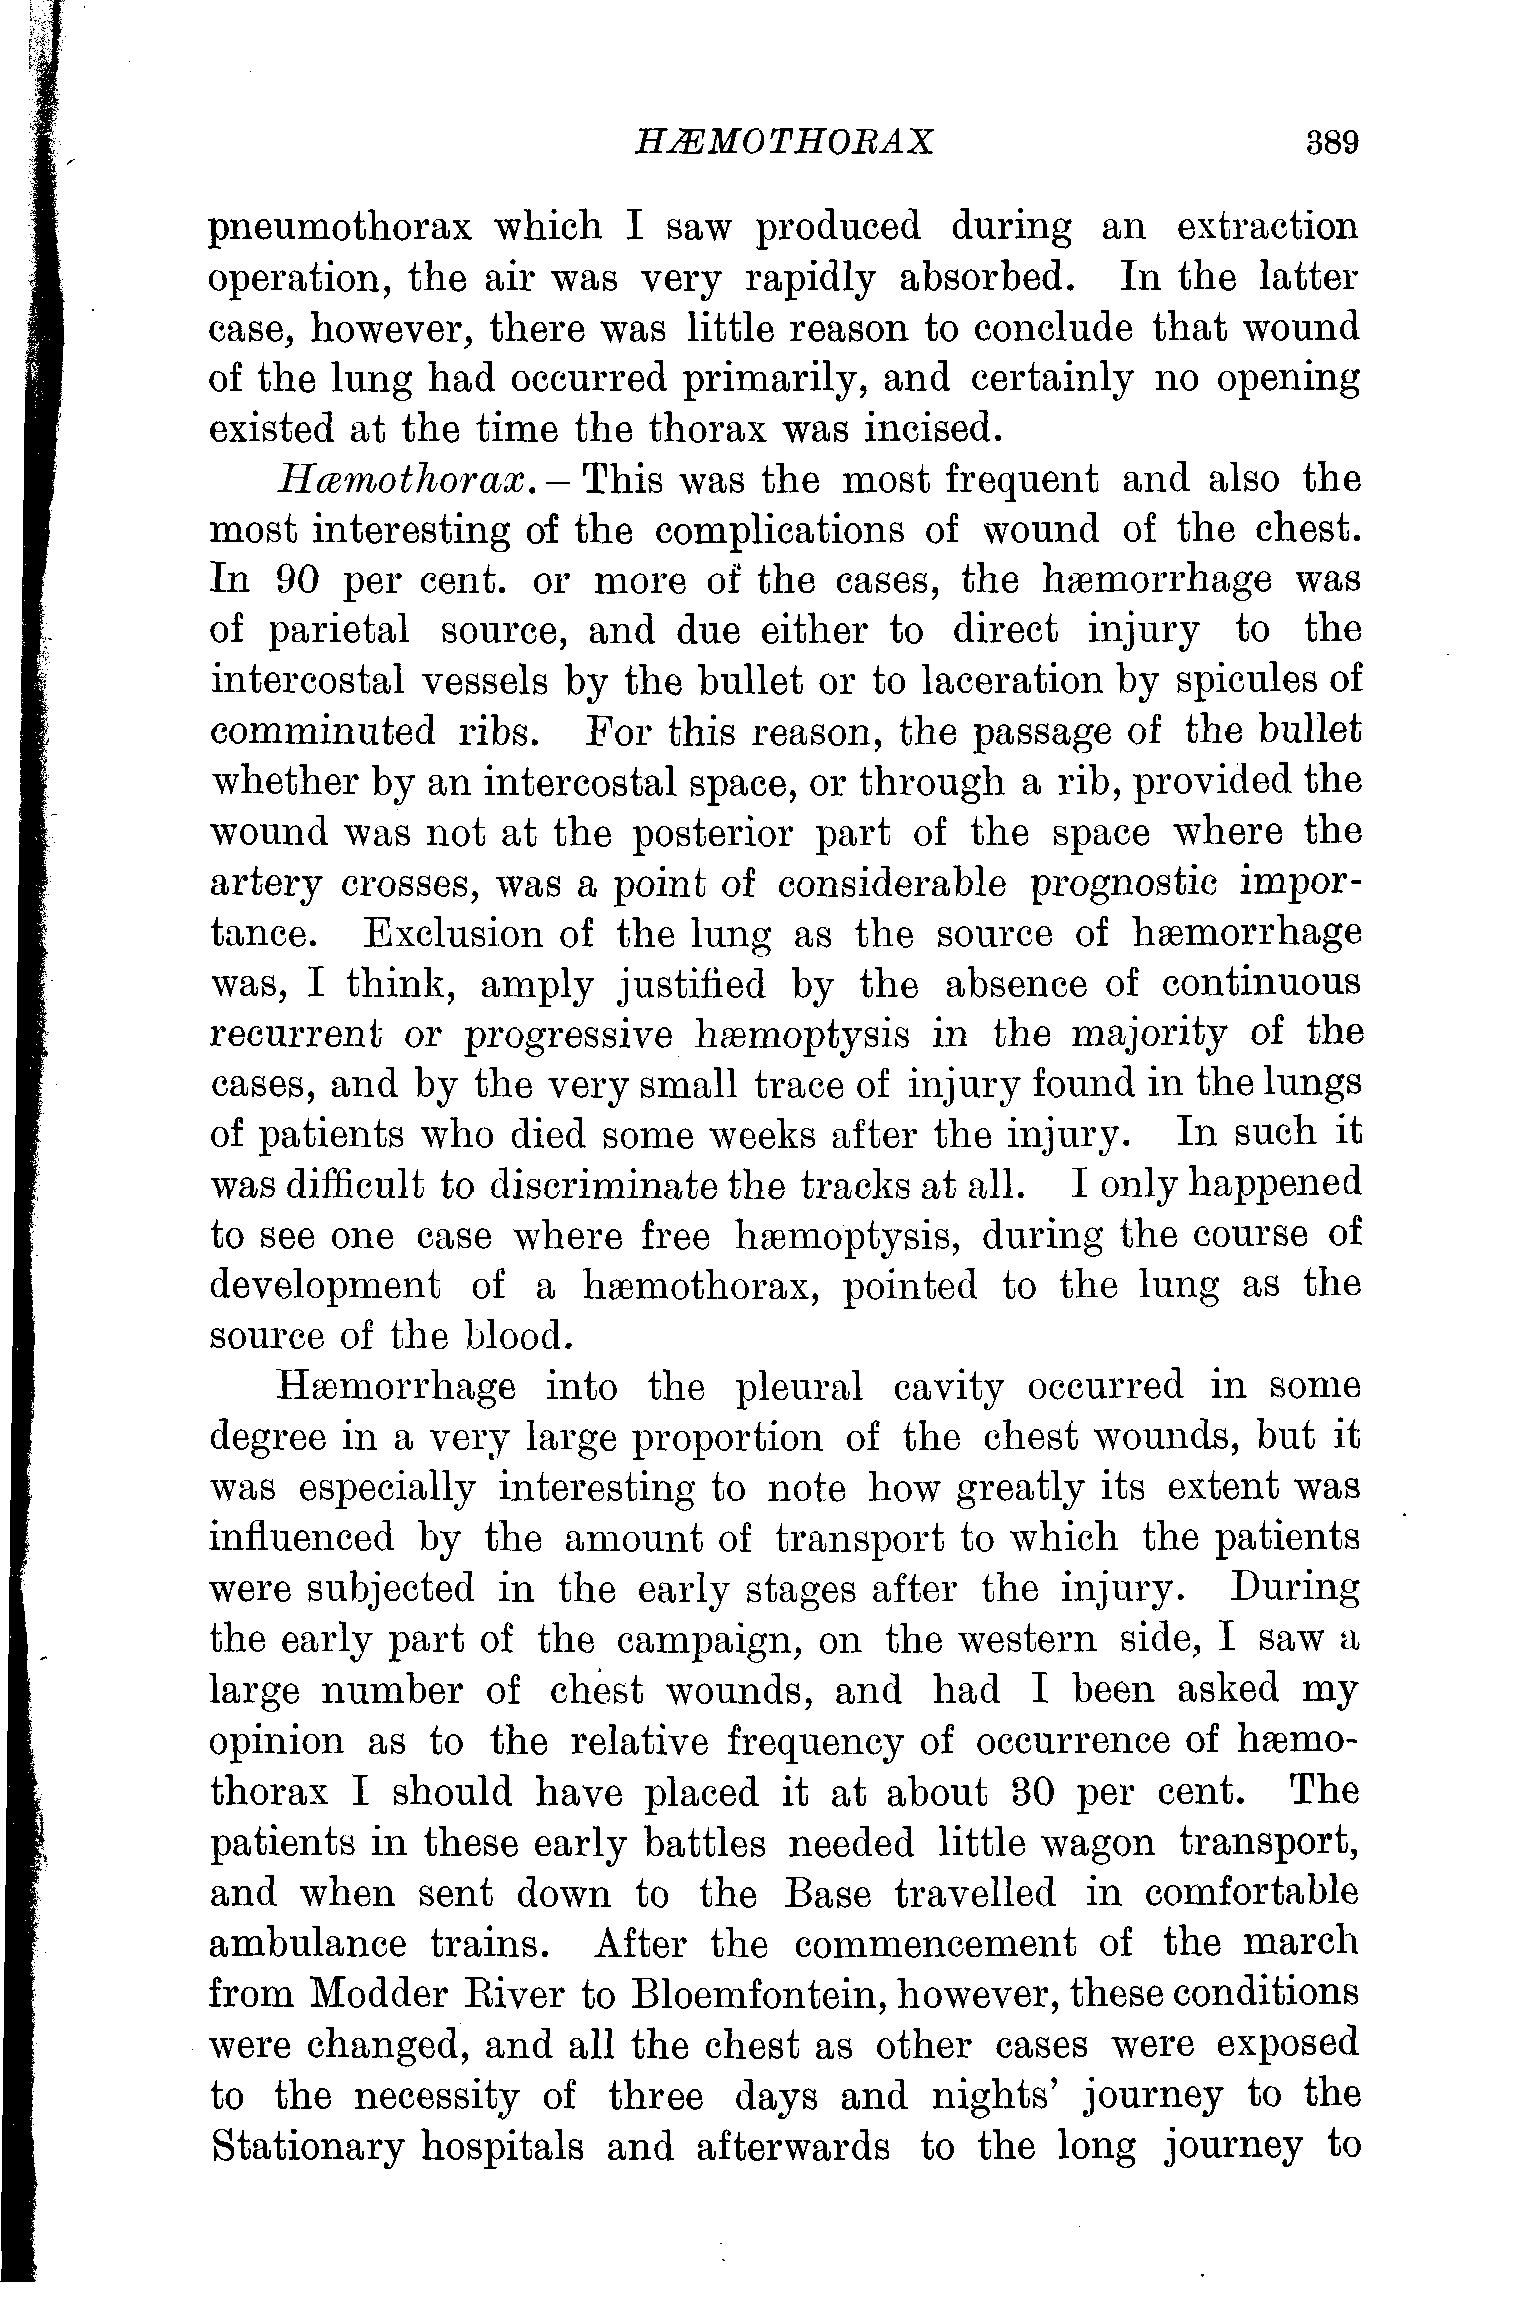 HÆMOTHORAX 389
pneumothorax which I saw produced during an extraction
operation, the air was very rapidly absorbed. In the latter
case, however, there was little reason to conclude that wound
of the lung had occurred primarily, and certainly no opening
existed at the time the thorax was incised.
Hæmothorax.– This was the most frequent and also the
most interesting of the complications of wound of the chest.
In 90 per cent. or more of the cases, the hæmorrhage was
of parietal source, and due either to direct injury to the
intercostal vessels by the bullet or to laceration by spicules of
comminuted ribs. For this reason, the passage of the bullet
whether by an intercostal space, or through a rib, provided the
wound was not at the posterior part of the space where the
artery crosses, was a point of considerable prognostic impor-
tance. Exclusion of the lung as the source of hæmorrhage
was, I think, amply justified by the absence of continuous
recurrent or progressive hæmoptysis in the majority of the
cases, and by the very small trace of injury found in the lungs
of patients who died some weeks after the injury. In such it
was difficult to discriminate the tracks at all. I only happened
to see one case where free hæmoptysis, during the course of
development of a hæmothorax, pointed to the lung as the
source of the blood.
Hæmorrhage into the pleural cavity occurred in some
degree in a very large proportion of the chest wounds, but it
was especially interesting to note how greatly its extent was
influenced by the amount of transport to which the patients
were subjected in the early stages after the injury. During
the early part of the campaign, on the western side, I saw a
large number of chest wounds, and had I been asked my
opinion as to the relative frequency of occurrence of hæmo-
thorax I should have placed it at about 30 per cent. The
patients in these early battles needed little wagon transport,
and when sent down to the Base travelled in comfortable
ambulance trains. After the commencement of the march
from Modder River to Bloemfontein, however, these conditions
were changed, and all the chest as other cases were exposed
to the necessity of three days and nights' journey to the
Stationary hospitals and afterwards to the long journey to